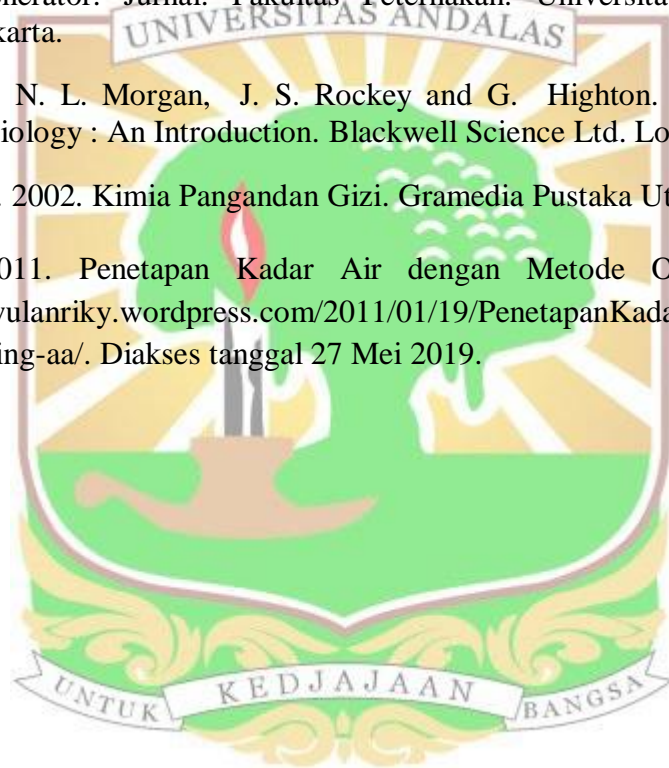 nerator. Jurnal. Fakultas Peternakan. Universita
UNIVERSITAS ANDALAS
karta.
N. L. Morgan, J. S. Rockey and G. Highton.
iology : An Introduction. Blackwell Science Ltd. Lo
. 2002. Kimia Pangandan Gizi. Gramedia Pustaka Ut
011. Penetapan Kadar Air dengan Metode O
vulanriky.wordpress.com/2011/01/19/PenetapanKada
ing-aa/. Diakses tanggal 27 Mei 2019.
UNTUK KEDJAJAAN BANGSA